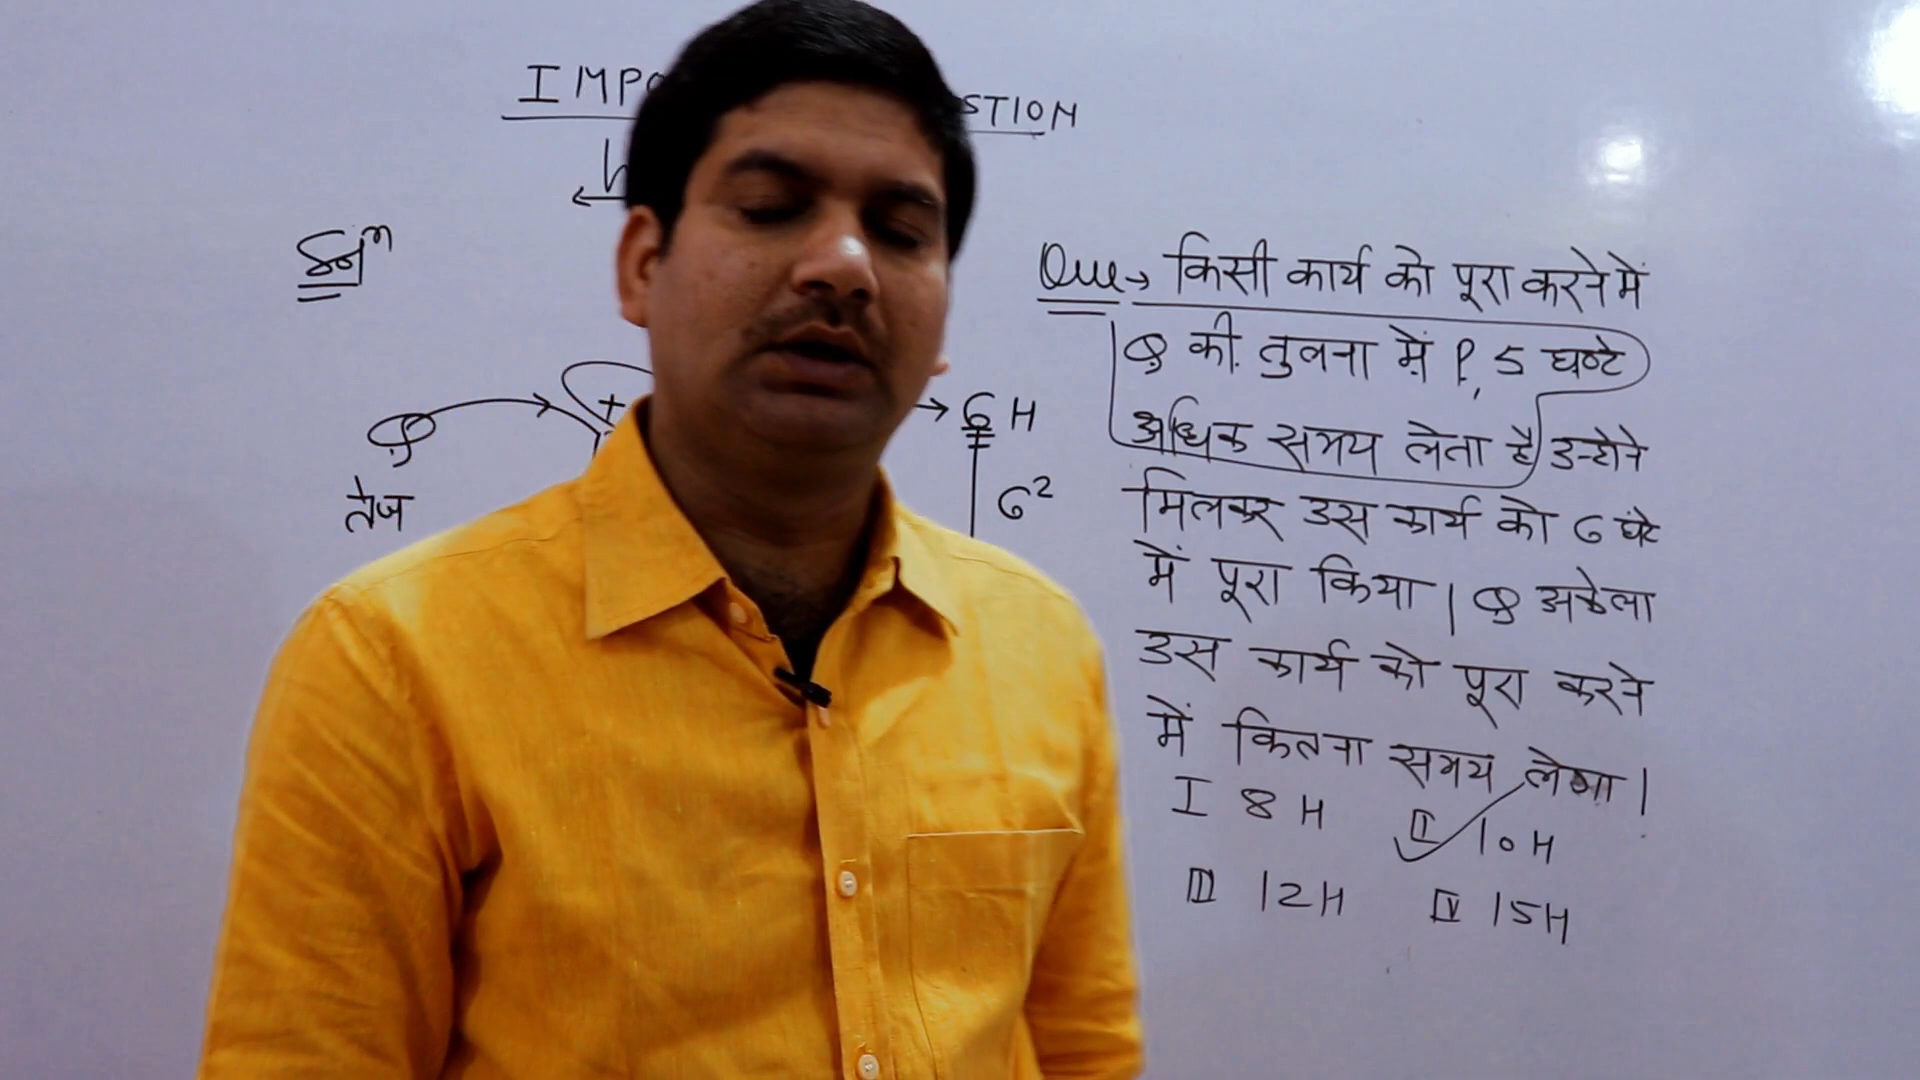 IMPO STION
हलⁿ
Que→ किसी कार्य को पूरा करने में
Q की तुलना में P, 5 घण्टे
अधिक समय लेता है उन्होने
मिलकर उस कार्य को 6 घंटे
में पूरा किया। Q अकेला
उस कार्य को पूरा करने
में कितना समय लेगा।
I 8 H II 10 H
III 12 H IV 15 H
Q + → 6 H
तेज 6²